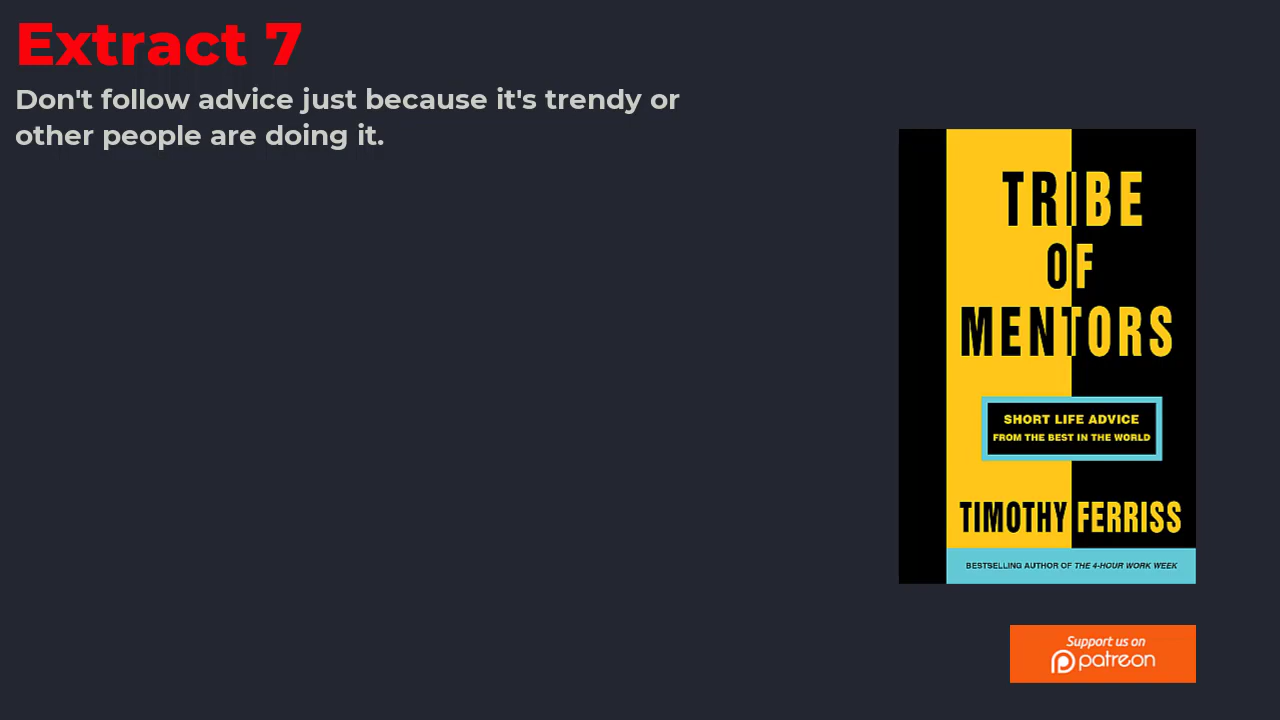 Extract 7
Don't follow advice just because it's trendy or
other people are doing it.
TRIBE
OF
MENTORS
SHORT LIFE ADVICE
FROM THE BEST IN THE WORLD
TIMOTHY FERRISS
BESTSELLING AUTHOR OF THE 4-HOUR WORK WEEK
Support us on
patreon